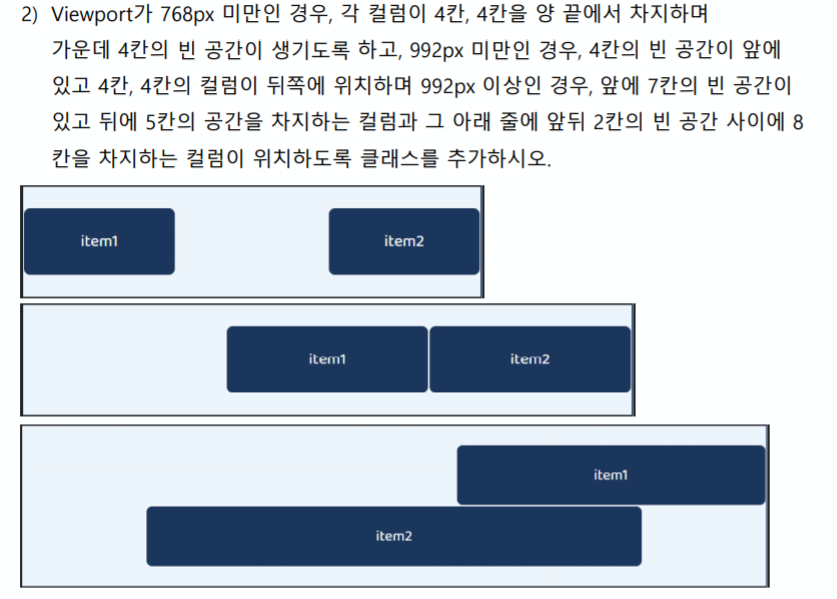 2) Viewport가 768px 미만인 경우, 각 컬럼이 4칸, 4칸을 양 끝에서 차지하며
가운데 4칸의 빈 공간이 생기도록 하고, 992px 미만인 경우, 4칸의 빈 공간이 앞에
있고 4칸, 4칸의 컬럼이 뒤쪽에 위치하며 992px 이상인 경우, 앞에 7칸의 빈 공간이
있고 뒤에 5칸의 공간을 차지하는 컬럼과 그 아래 줄에 앞뒤 2칸의 빈 공간 사이에 8
칸을 차지하는 컬럼이 위치하도록 클래스를 추가하시오.
item1 item2
item1 item2
item1
item2